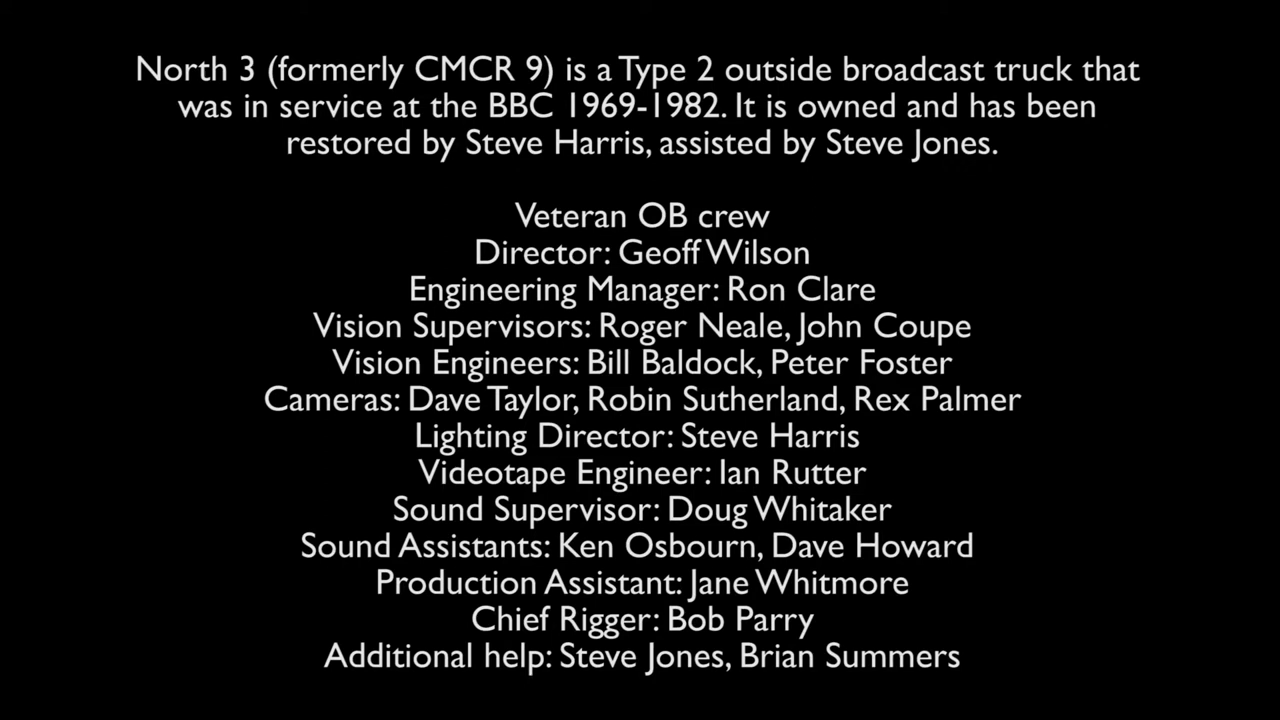 North 3 (formerly CMCR 9) is a Type 2 outside broadcast truck that
was in service at the BBC 1969-1982. It is owned and has been
restored by Steve Harris, assisted by Steve Jones.
Veteran OB crew
Director: Geoff Wilson
Engineering Manager: Ron Clare
Vision Supervisors: Roger Neale, John Coupe
Vision Engineers: Bill Baldock, Peter Foster
Cameras: Dave Taylor, Robin Sutherland, Rex Palmer
Lighting Director: Steve Harris
Videotape Engineer: Ian Rutter
Sound Supervisor: Doug Whitaker
Sound Assistants: Ken Osbourn, Dave Howard
Production Assistant: Jane Whitmore
Chief Rigger: Bob Parry
Additional help: Steve Jones, Brian Summers